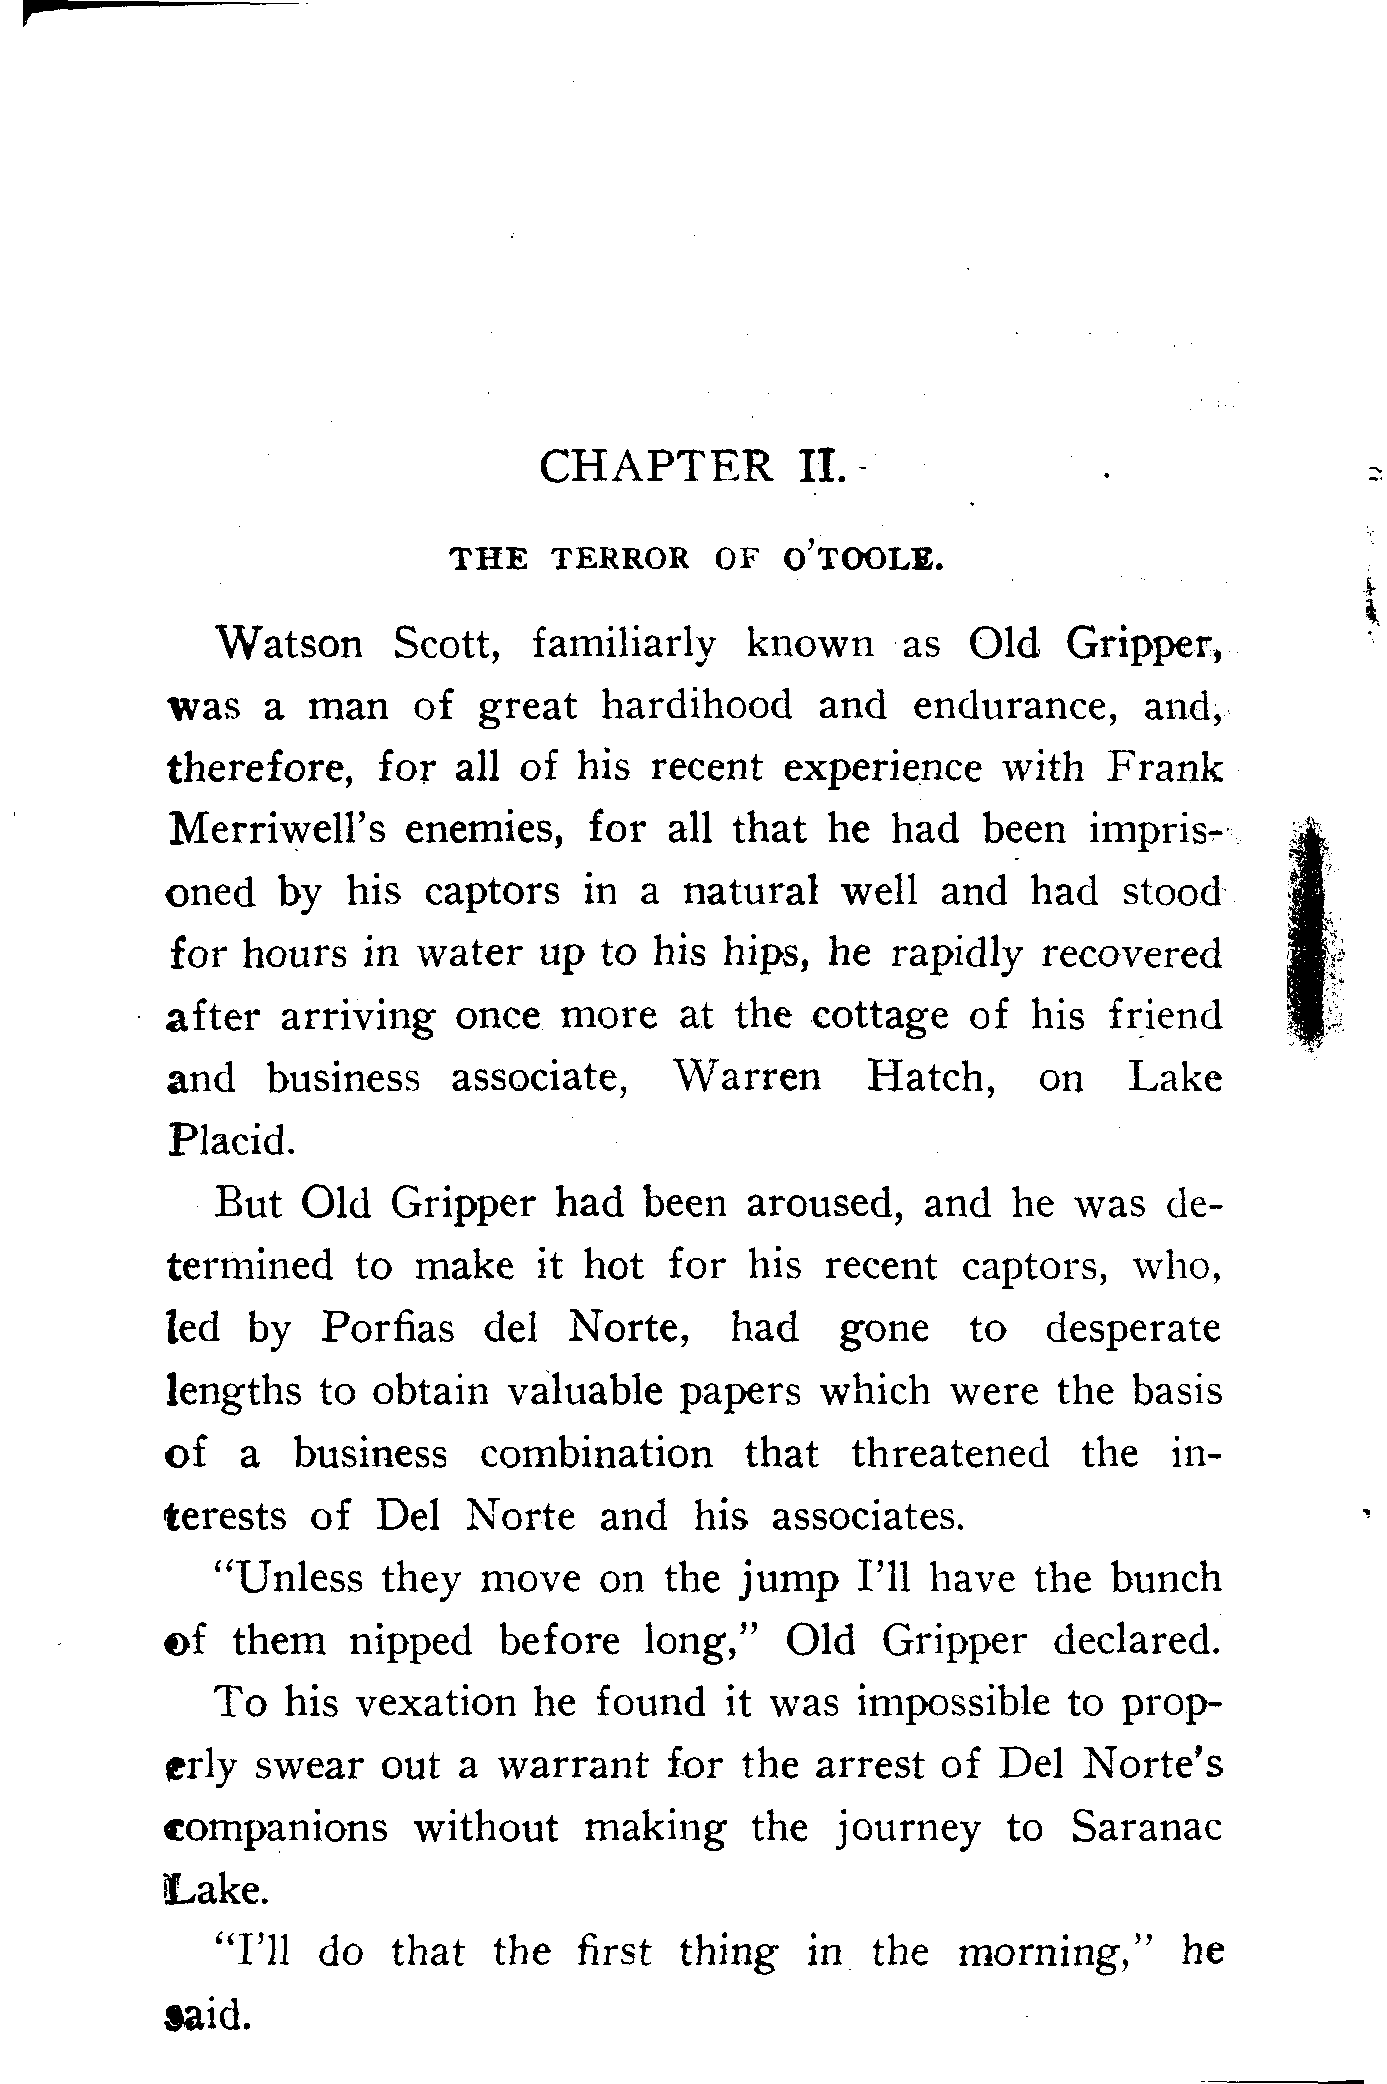 CHAPTER II.
THE TERROR OF O'TOOLE.
Watson Scott, familiarly known as Old Gripper,
was a man of great hardihood and endurance, and,
therefore, for all of his recent experience with Frank
Merriwell's enemies, for all that he had been impris-
oned by his captors in a natural well and had stood
for hours in water up to his hips, he rapidly recovered
after arriving once more at the cottage of his friend
and business associate, Warren Hatch, on Lake
Placid.
But Old Gripper had been aroused, and he was de-
termined to make it hot for his recent captors, who,
led by Porfias del Norte, had gone to desperate
lengths to obtain valuable papers which were the basis
of a business combination that threatened the in-
terests of Del Norte and his associates.
"Unless they move on the jump I'll have the bunch
of them nipped before long," Old Gripper declared.
To his vexation he found it was impossible to prop-
erly swear out a warrant for the arrest of Del Norte's
companions without making the journey to Saranac
Lake.
"I'll do that the first thing in the morning," he
said.